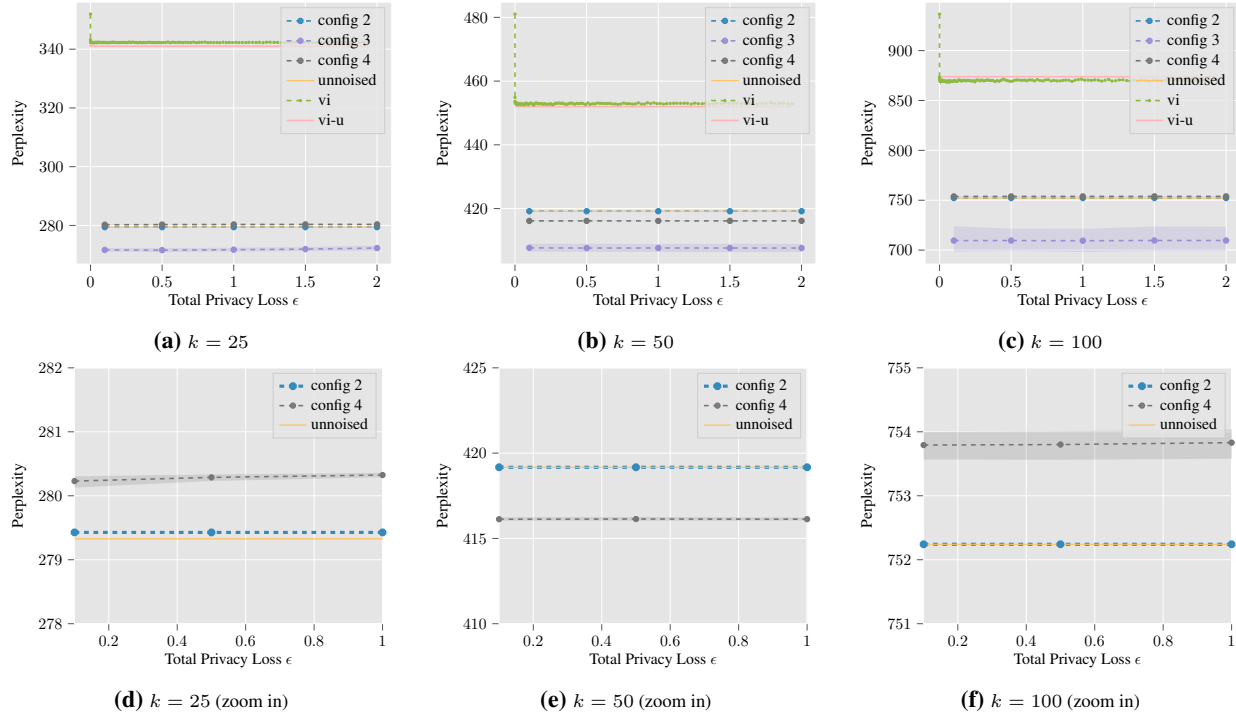 340
320
300
280
0
0.5
1
1.5
2
Perplexity
Total Privacy Loss ϵ
config 2
config 3
config 4
unnoised
vi
vi-u
(a) k = 25
480
460
440
420
0
0.5
1
1.5
2
Perplexity
Total Privacy Loss ϵ
config 2
config 3
config 4
unnoised
vi
vi-u
(b) k = 50
900
850
800
750
700
0
0.5
1
1.5
2
Perplexity
Total Privacy Loss ϵ
config 2
config 3
config 4
unnoised
vi
vi-u
(c) k = 100
282
281
280
279
278
0.2
0.4
0.6
0.8
1
Perplexity
Total Privacy Loss ϵ
config 2
config 4
unnoised
(d) k = 25 (zoom in)
425
420
415
410
0.2
0.4
0.6
0.8
1
Perplexity
Total Privacy Loss ϵ
config 2
config 4
unnoised
(e) k = 50 (zoom in)
755
754
753
752
751
0.2
0.4
0.6
0.8
1
Perplexity
Total Privacy Loss ϵ
config 2
config 4
unnoised
(f) k = 100 (zoom in)